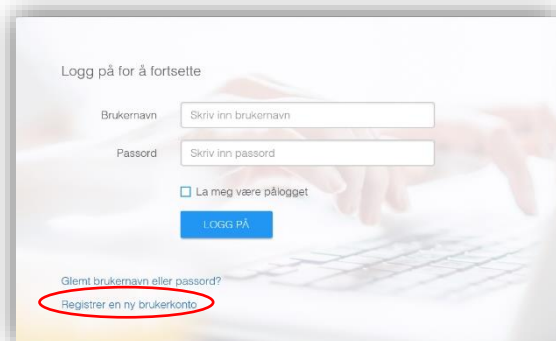 Logg på for å fortsette
Brukernavn Skriv inn brukernavn
Passord Skriv inn passord
La meg være pålogget
LOGG PÅ
Glemt brukernavn eller passord?
Registrer en ny brukerkonto